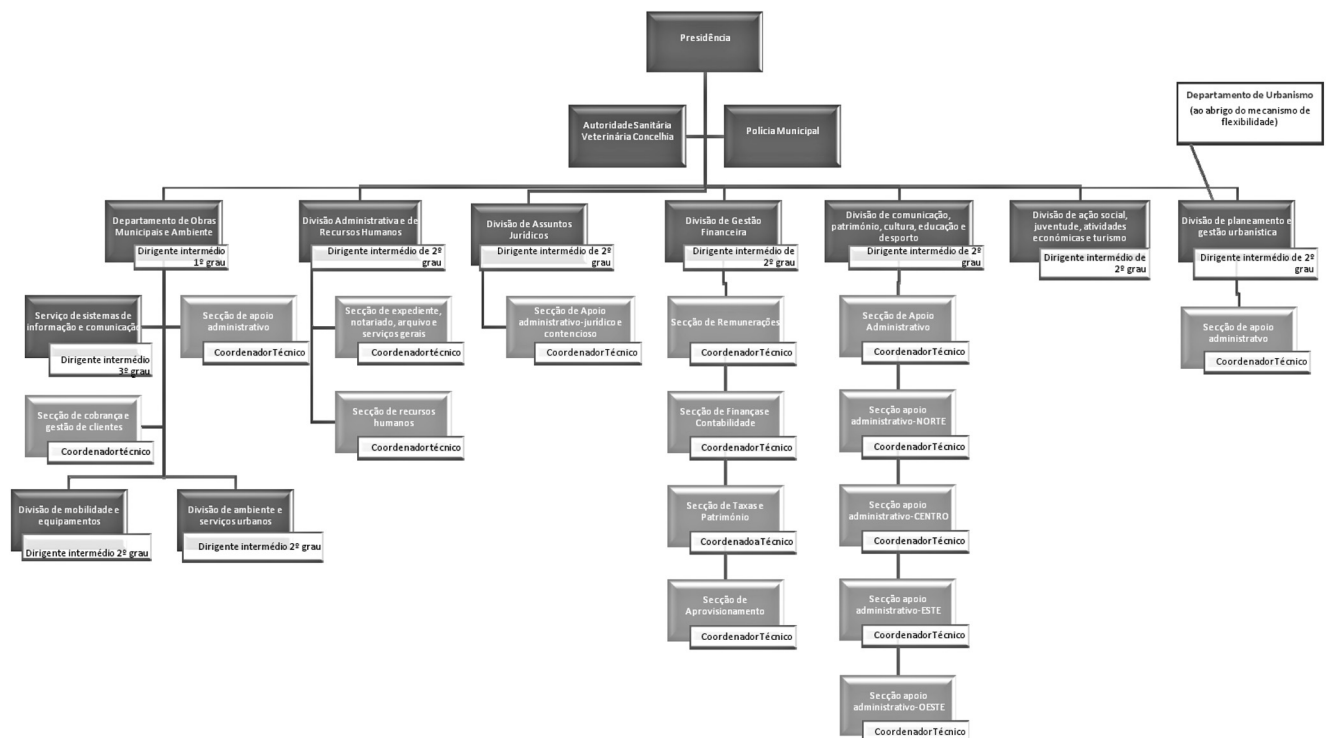 Presidência
Departamento de Urbanismo
(ao abrigo do mecanismo de
flexibilidade)
Autoridade Sanitária
Veterinária Concelhia
Polícia Municipal
Departamento de Obras
Municipais e Ambiente
Dirigente intermédio
1º grau
Divisão Administrativa e de
Recursos Humanos
Dirigente intermédio de 2º
grau
Divisão de Assuntos
Jurídicos
Dirigente intermédio de 2º
grau
Divisão de Gestão
Financeira
Dirigente intermédio de
2º grau
Divisão de comunicação,
património, cultura, educação e
desporto
Dirigente intermédio de 2º grau
Divisão de ação social,
juventude, atividades
económicas e turismo
Dirigente intermédio de
2º grau
Divisão de planeamento e
gestão urbanística
Dirigente intermédio de 2º
grau
Serviço de sistemas de
informação e comunicação
Dirigente intermédio
3º grau
Secção de apoio
administrativo
Coordenador Técnico
Secção de expediente,
notariado, arquivo e
serviços gerais
Coordenador técnico
Secção de Apoio
administrativo-jurídico e
contencioso
Coordenador Técnico
Secção de Remunerações
Coordenador Técnico
Secção de Apoio
Administrativo
Coordenador Técnico
Secção de apoio
administrativo
Coordenador Técnico
Secção de cobrança e
gestão de clientes
Coordenador técnico
Secção de recursos
humanos
Coordenador técnico
Secção de Finanças e
Contabilidade
Coordenador Técnico
Secção apoio
administrativo-NORTE
Coordenador Técnico
Divisão de mobilidade e
equipamentos
Dirigente intermédio 2º grau
Divisão de ambiente e
serviços urbanos
Dirigente intermédio 2º grau
Secção de Taxas e
Património
Coordenadoa Técnico
Secção apoio
administrativo-CENTRO
Coordenador Técnico
Secção de
Aprovisionamento
Coordenador Técnico
Secção apoio
administrativo-ESTE
Coordenador Técnico
Secção apoio
administrativo-OESTE
Coordenador Técnico